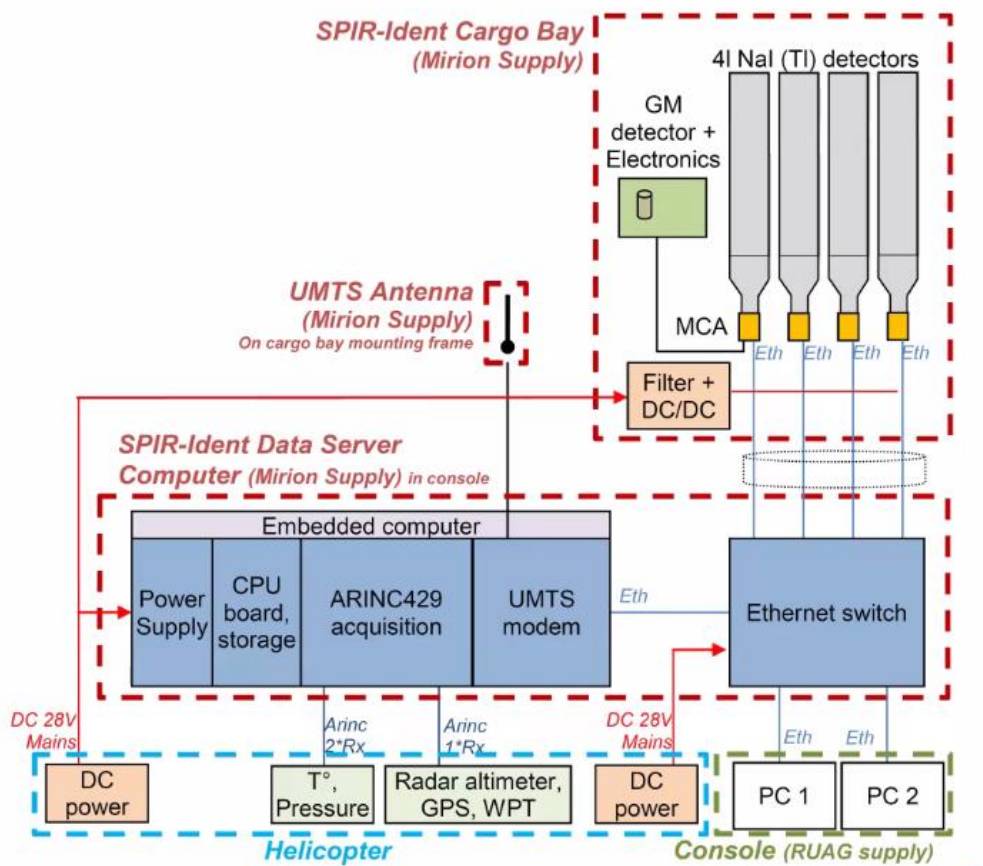 SPIR-Ident Cargo Bay
(Mirion Supply)
4l NaI (Tl) detectors
GM
detector +
Electronics
UMTS Antenna
(Mirion Supply)
On cargo bay mounting frame
MCA
Eth
Eth
Eth
Eth
Filter +
DC/DC
SPIR-Ident Data Server
Computer (Mirion Supply) in console
Embedded computer
Power
Supply
CPU
board,
storage
ARINC429
acquisition
UMTS
modem
Eth
Ethernet switch
DC 28V
Mains
Arinc
2*Rx
Arinc
1*Rx
DC 28V
Mains
Eth
Eth
DC
power
T°,
Pressure
Radar altimeter,
GPS, WPT
DC
power
PC 1
PC 2
Helicopter
Console (RUAG supply)